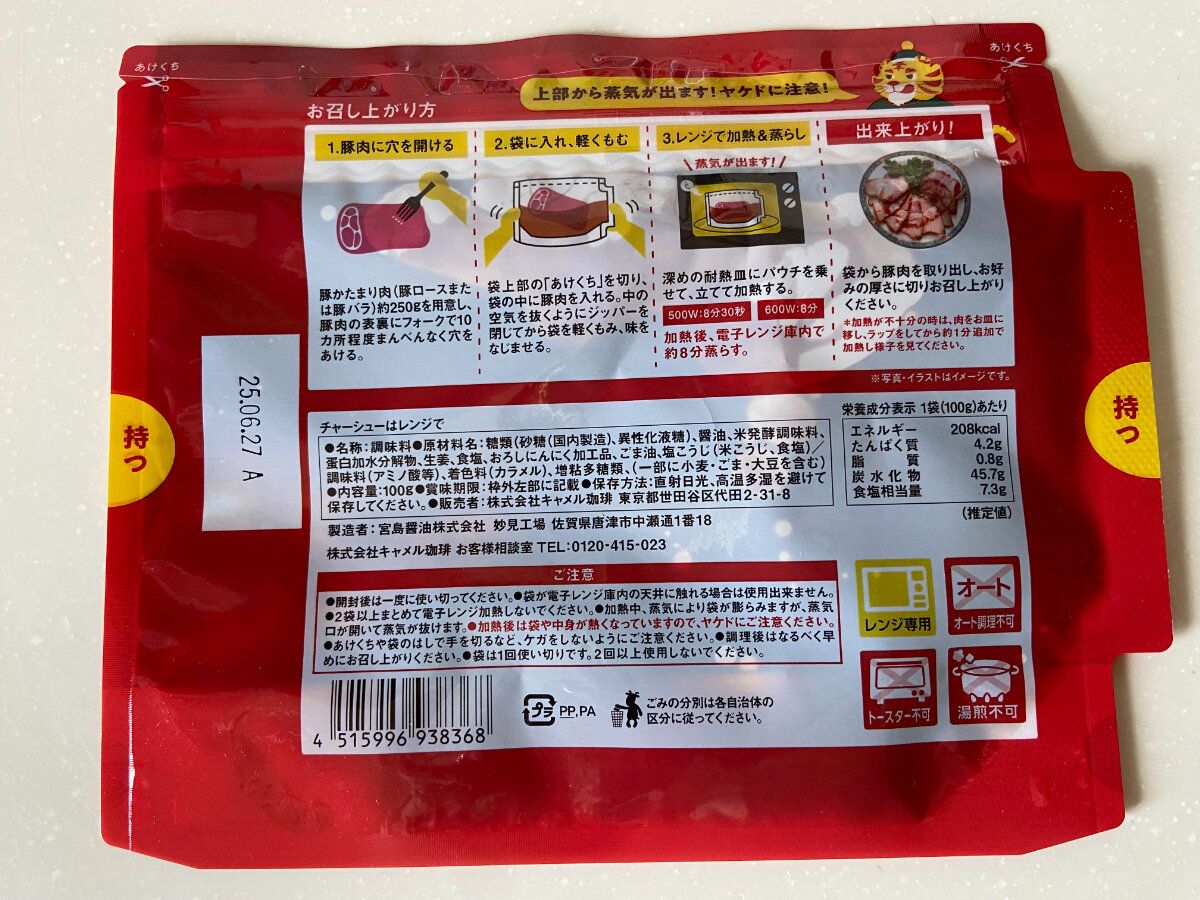 あけくち
あけくち
上部から蒸気が出ます!ヤケドに注意!
お召し上がり方
1.豚肉に穴を開ける
豚かたまり肉(豚ロースまた
は豚バラ)約250gを用意し、
豚肉の表裏にフォークで10
カ所程度まんべんなく穴を
あける。
2.袋に入れ、軽くもむ
袋上部の「あけくち」を切り、
袋の中に豚肉を入れる。中の
空気を抜くようにジッパーを
閉じてから袋を軽くもみ、味を
なじませる。
3.レンジで加熱&蒸らし
蒸気が出ます!
深めの耐熱皿にパウチを乗
せて、立てて加熱する。
500W:8分30秒
600W:8分
加熱後、電子レンジ庫内で
約8分蒸らす。
出来上がり!
袋から豚肉を取り出し、お好
みの厚さに切りお召し上がり
ください。
*加熱が不十分の時は、肉をお皿に
移し、ラップをしてから約1分追加で
加熱し様子を見てください。
※写真・イラストはイメージです。
持つ
持つ
25.06.27 A
チャーシューはレンジで
●名称:調味料●原材料名:糖類(砂糖(国内製造)、異性化液糖)、醤油、米発酵調味料、
蛋白加水分解物、生姜、食塩、おろしにんにく加工品、ごま油、塩こうじ(米こうじ、食塩)/
調味料(アミノ酸等)、着色料(カラメル)、増粘多糖類、(一部に小麦・ごま・大豆を含む)
●内容量:100g●賞味期限:枠外左部に記載●保存方法:直射日光、高温多湿を避けて
保存してください。●販売者:株式会社キャメル珈琲 東京都世田谷区代田2-31-8
製造者:宮島醤油株式会社 妙見工場 佐賀県唐津市中瀬通1番18
株式会社キャメル珈琲 お客様相談室 TEL:0120-415-023
栄養成分表示 1袋(100g)あたり
エネルギー 208kcal
たんぱく質 4.2g
脂質 0.8g
炭水化物 45.7g
食塩相当量 7.3g
(推定値)
ご注意
●開封後は一度に使い切ってください。●袋が電子レンジ庫内の天井に触れる場合は使用出来ません。
●2袋以上まとめて電子レンジ加熱しないでください。●加熱中、蒸気により袋が膨らみますが、蒸気
口が開いて蒸気が抜けます。●加熱後は袋や中身が熱くなっていますので、ヤケドにご注意ください。
●あけくちや袋のはしで手を切るなど、ケガをしないようにご注意ください。●調理後はなるべく早
めにお召し上がりください。●袋は1回使い切りです。2回以上使用しないでください。
レンジ専用
オート
オート調理不可
トースター不可
湯煎不可
4 515996 938368
プラ
PP,PA
ごみの分別は各自治体の
区分に従ってください。